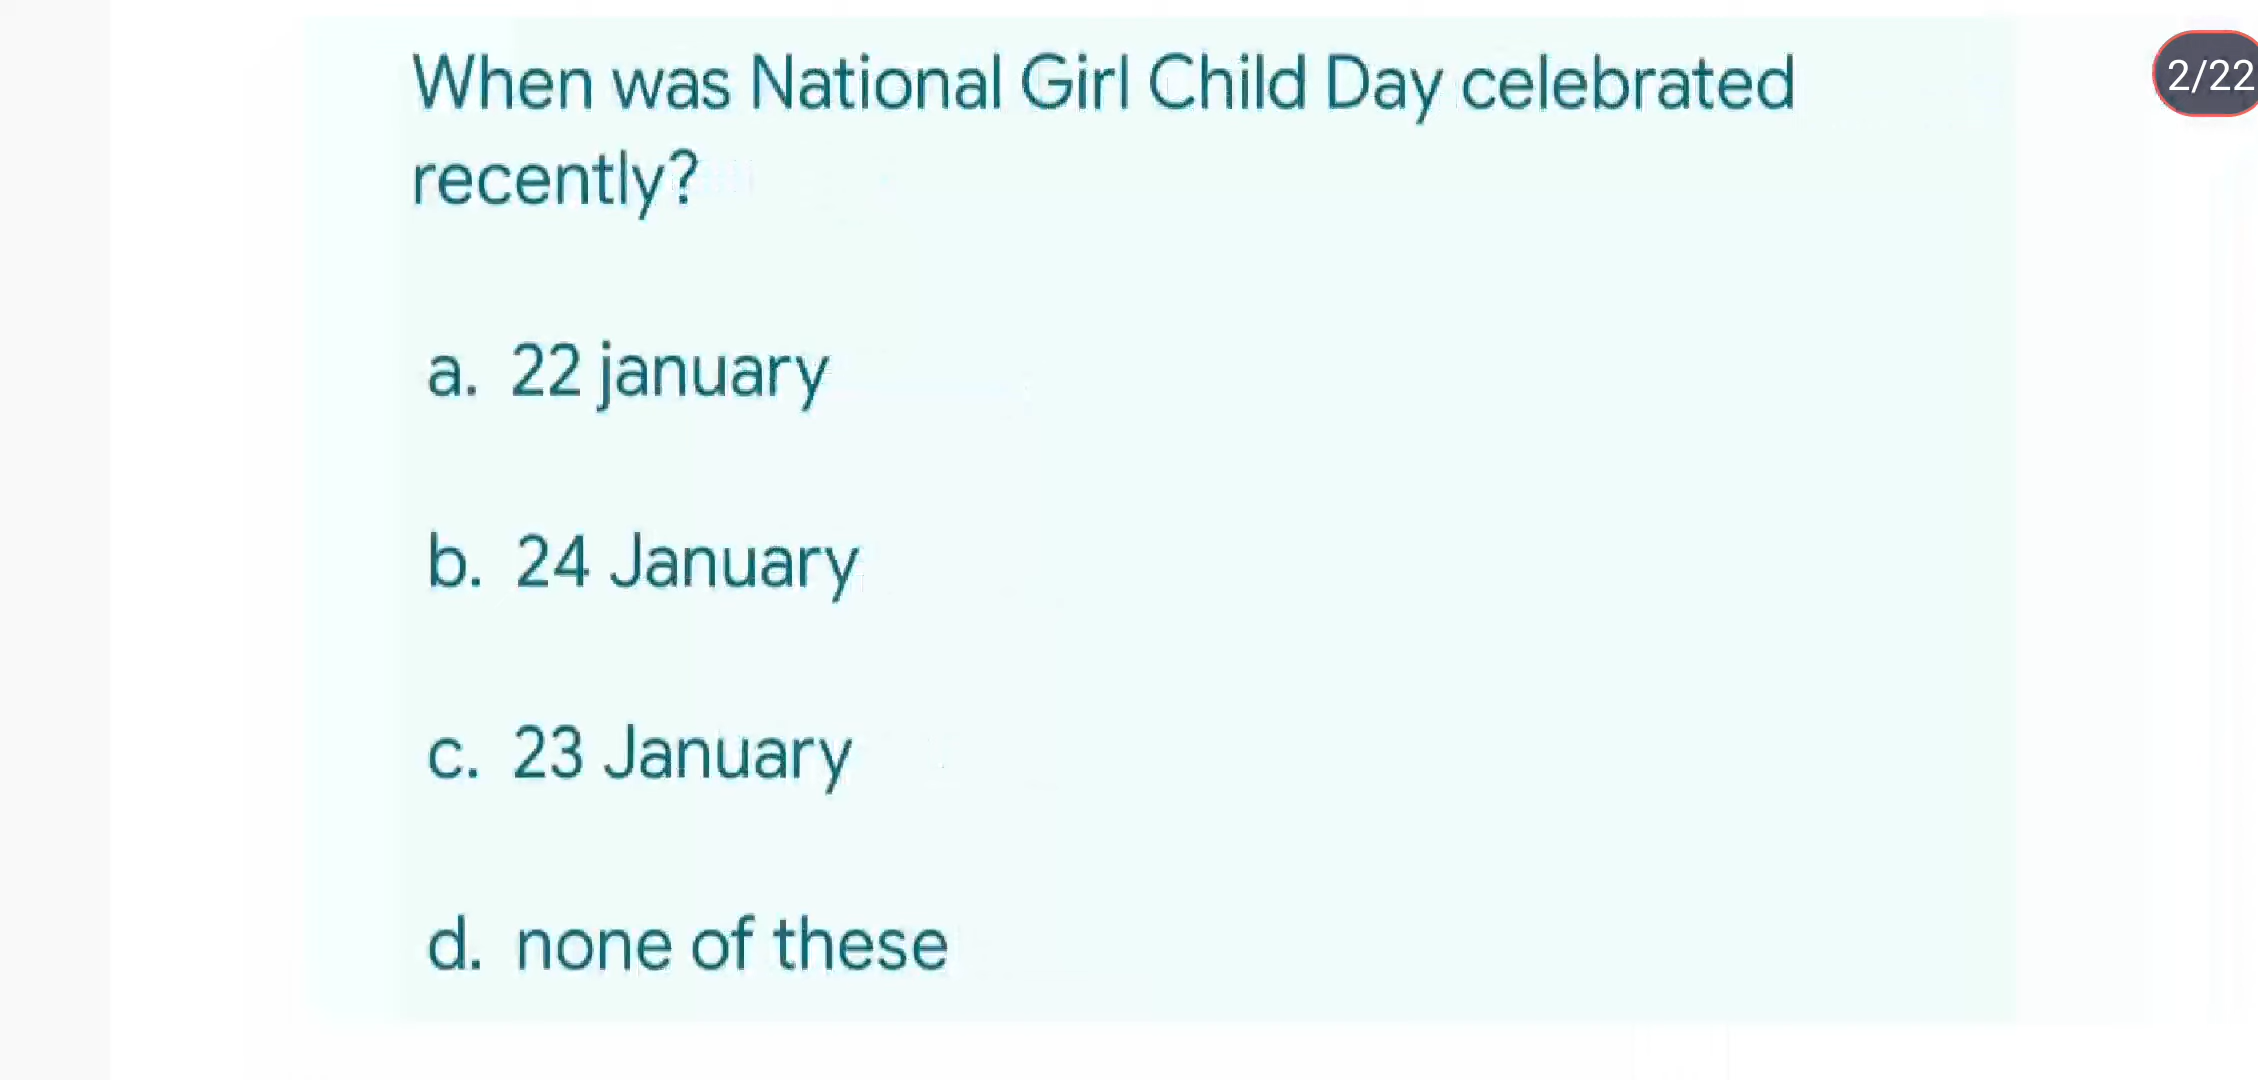 When was National Girl Child Day celebrated
recently?
2/22
a. 22 january
b. 24 January
c. 23 January
d. none of these